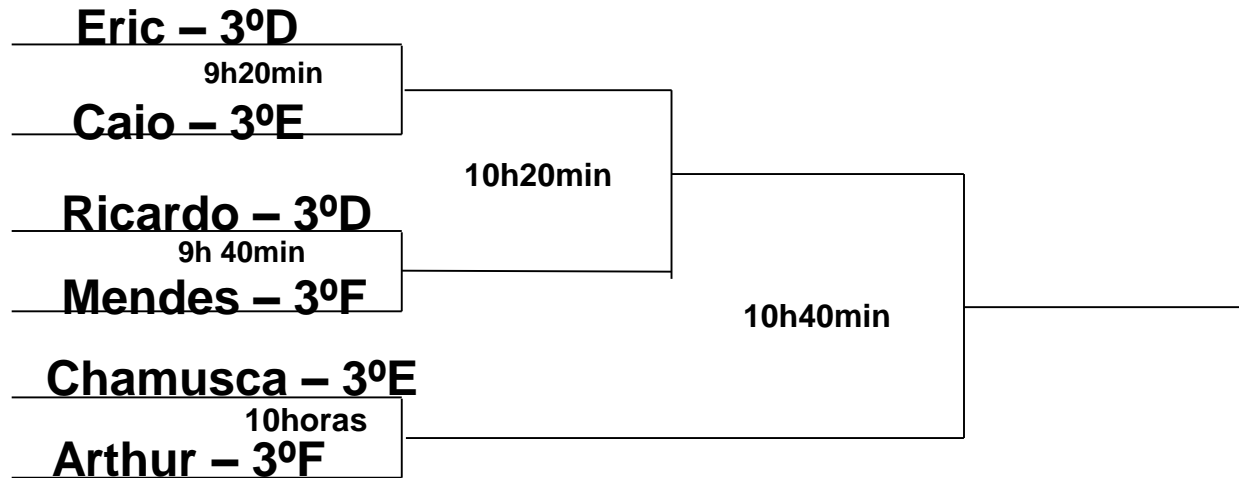 Eric – 3ºD
9h20min
Caio – 3ºE
10h20min
Ricardo – 3ºD
9h 40min
Mendes – 3ºF
10h40min
Chamusca – 3ºE
10horas
Arthur – 3ºF